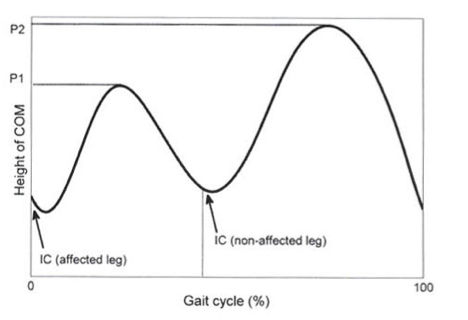 P2
P1
Height of COM
IC (affected leg)
IC (non-affected leg)
0
100
Gait cycle (%)